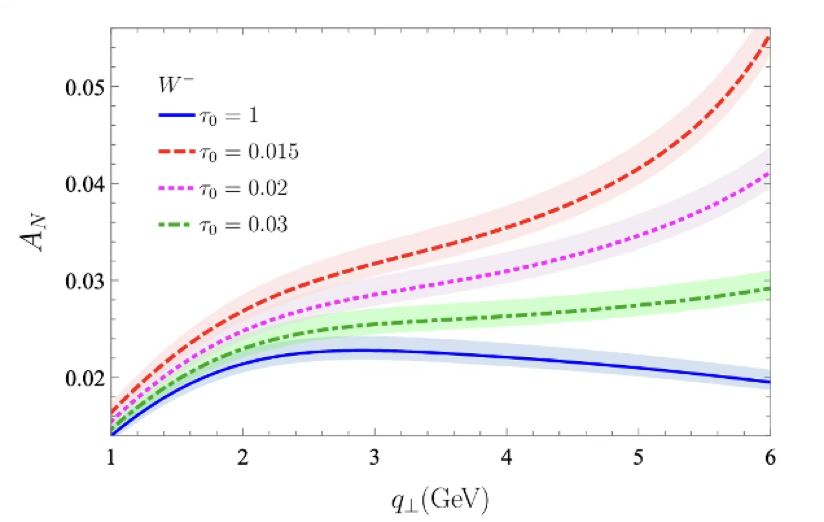 W⁻
τ₀ = 1
τ₀ = 0.015
τ₀ = 0.02
τ₀ = 0.03
0.05
0.04
0.03
0.02
A_N
1 2 3 4 5 6
q⊥(GeV)